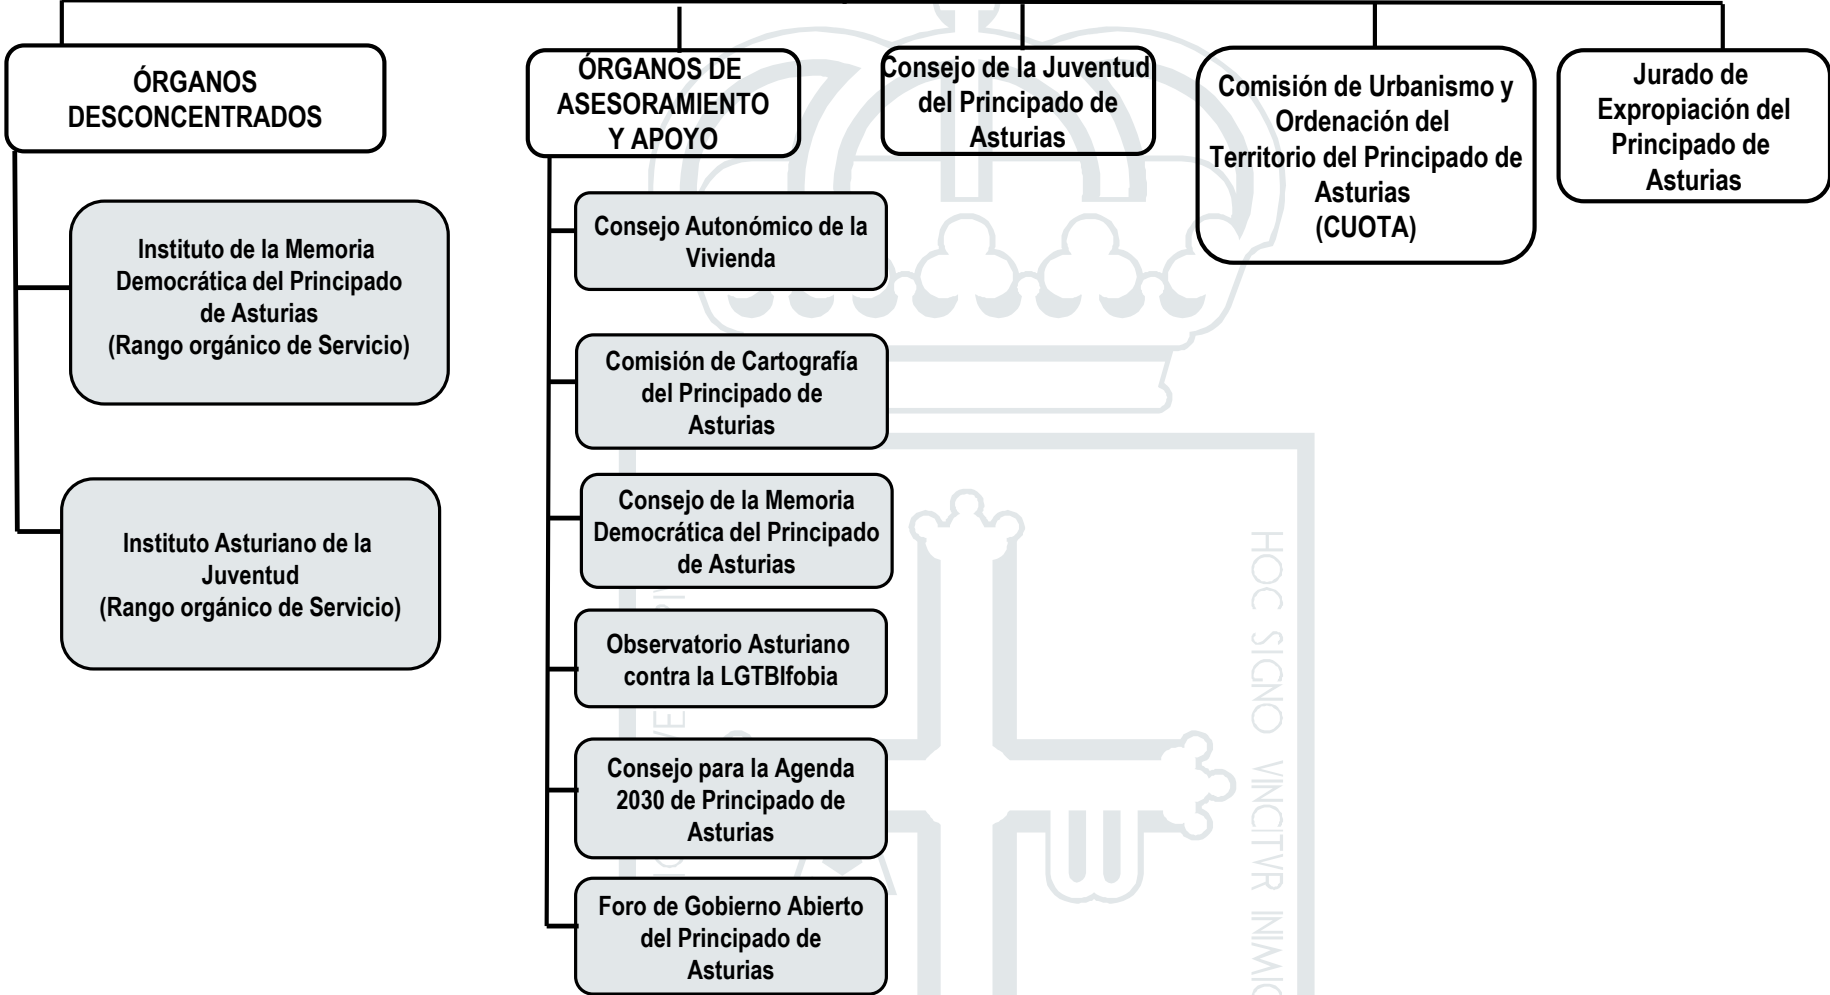 ÓRGANOS
DESCONCENTRADOS
Instituto de la Memoria
Democrática del Principado
de Asturias
(Rango orgánico de Servicio)
Instituto Asturiano de la
Juventud
(Rango orgánico de Servicio)
ÓRGANOS DE
ASESORAMIENTO
Y APOYO
Consejo Autonómico de la
Vivienda
Comisión de Cartografía
del Principado de
Asturias
Consejo de la Memoria
Democrática del Principado
de Asturias
Observatorio Asturiano
contra la LGTBIfobia
Consejo para la Agenda
2030 de Principado de
Asturias
Foro de Gobierno Abierto
del Principado de
Asturias
Consejo de la Juventud
del Principado de
Asturias
Comisión de Urbanismo y
Ordenación del
Territorio del Principado de
Asturias
(CUOTA)
Jurado de
Expropiación del
Principado de
Asturias
HOC SIGNO VINCITVR